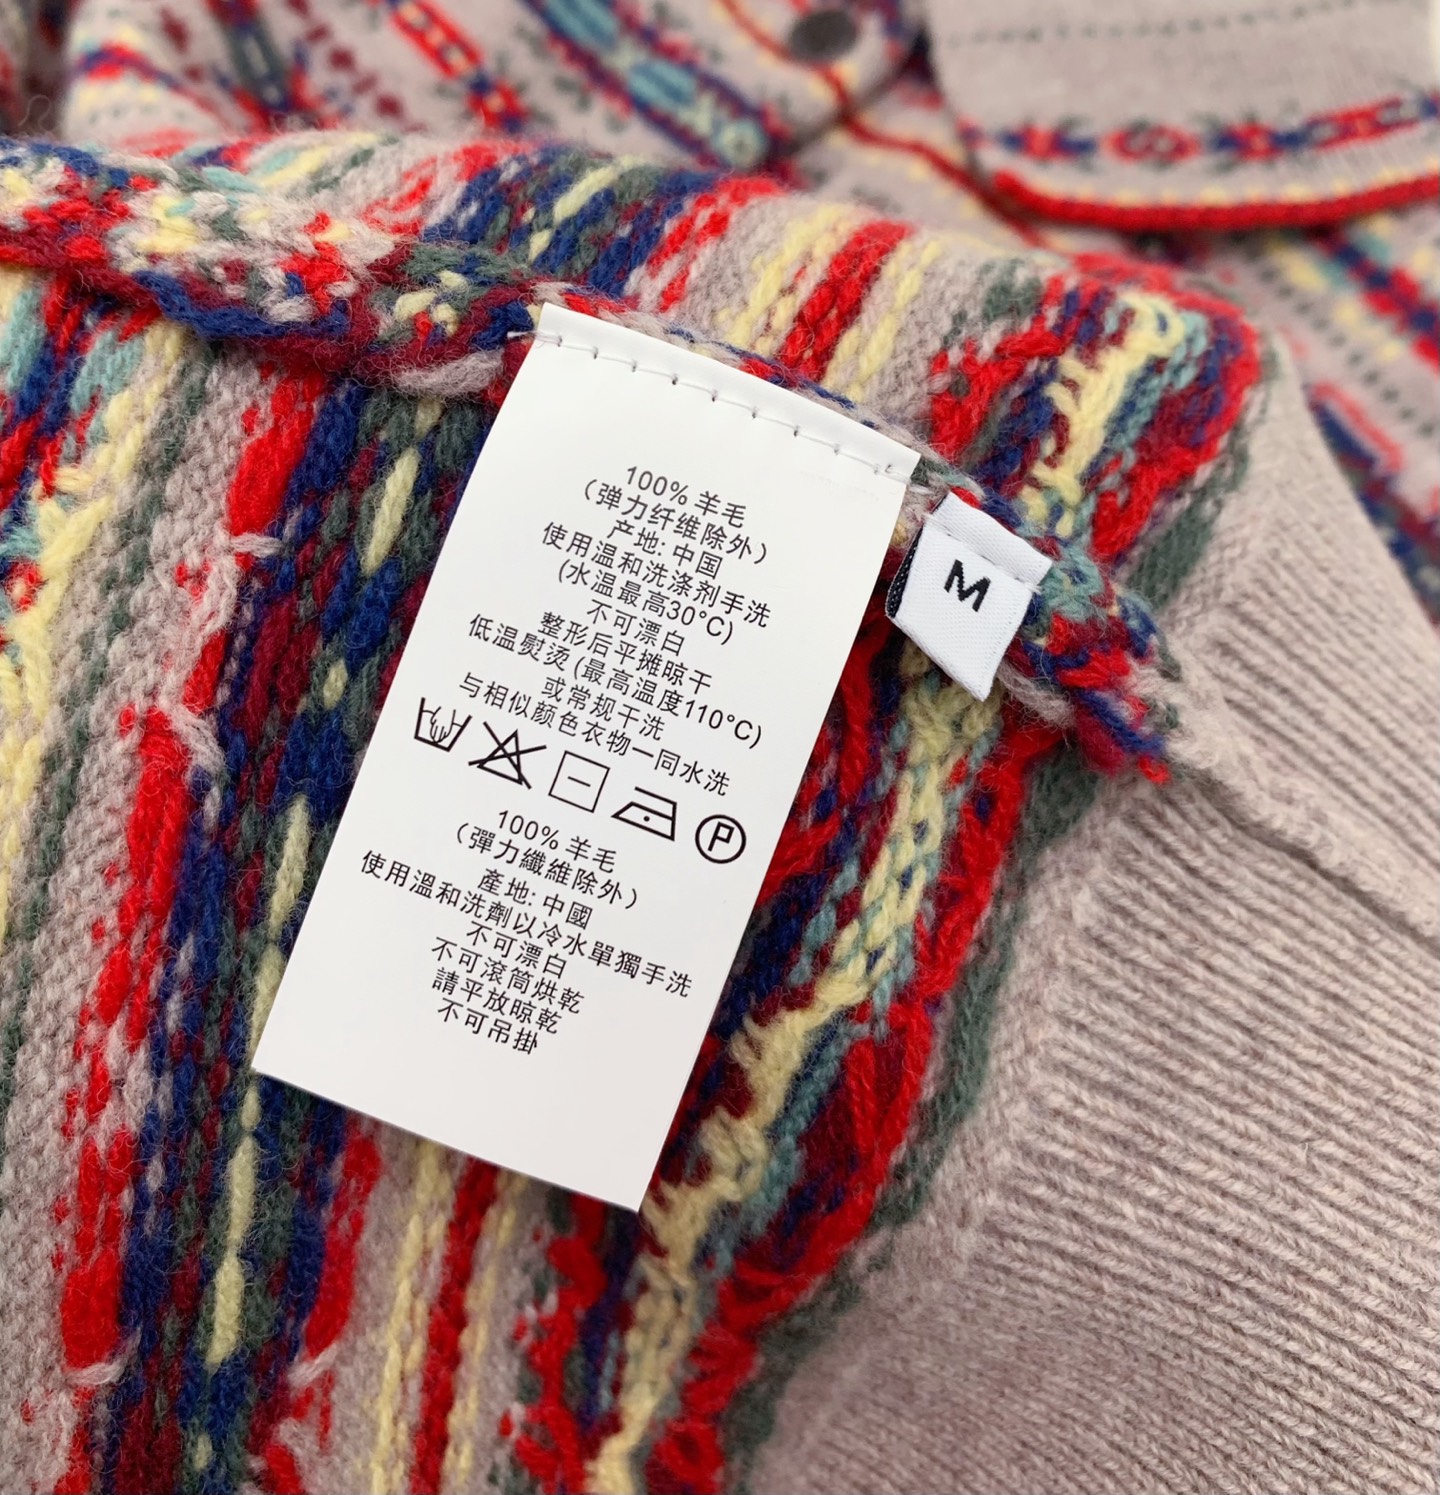 100% 羊毛
（弹力纤维除外）
产地: 中国
使用温和洗涤剂手洗
(水温最高30°C)
不可漂白
整形后平摊晾干
低温熨烫 (最高温度110°C)
或常规干洗
与相似颜色衣物一同水洗
P
100% 羊毛
（彈力纖維除外）
產地: 中國
使用溫和洗劑以冷水單獨手洗
不可漂白
不可滾筒烘乾
請平放晾乾
不可吊掛
M